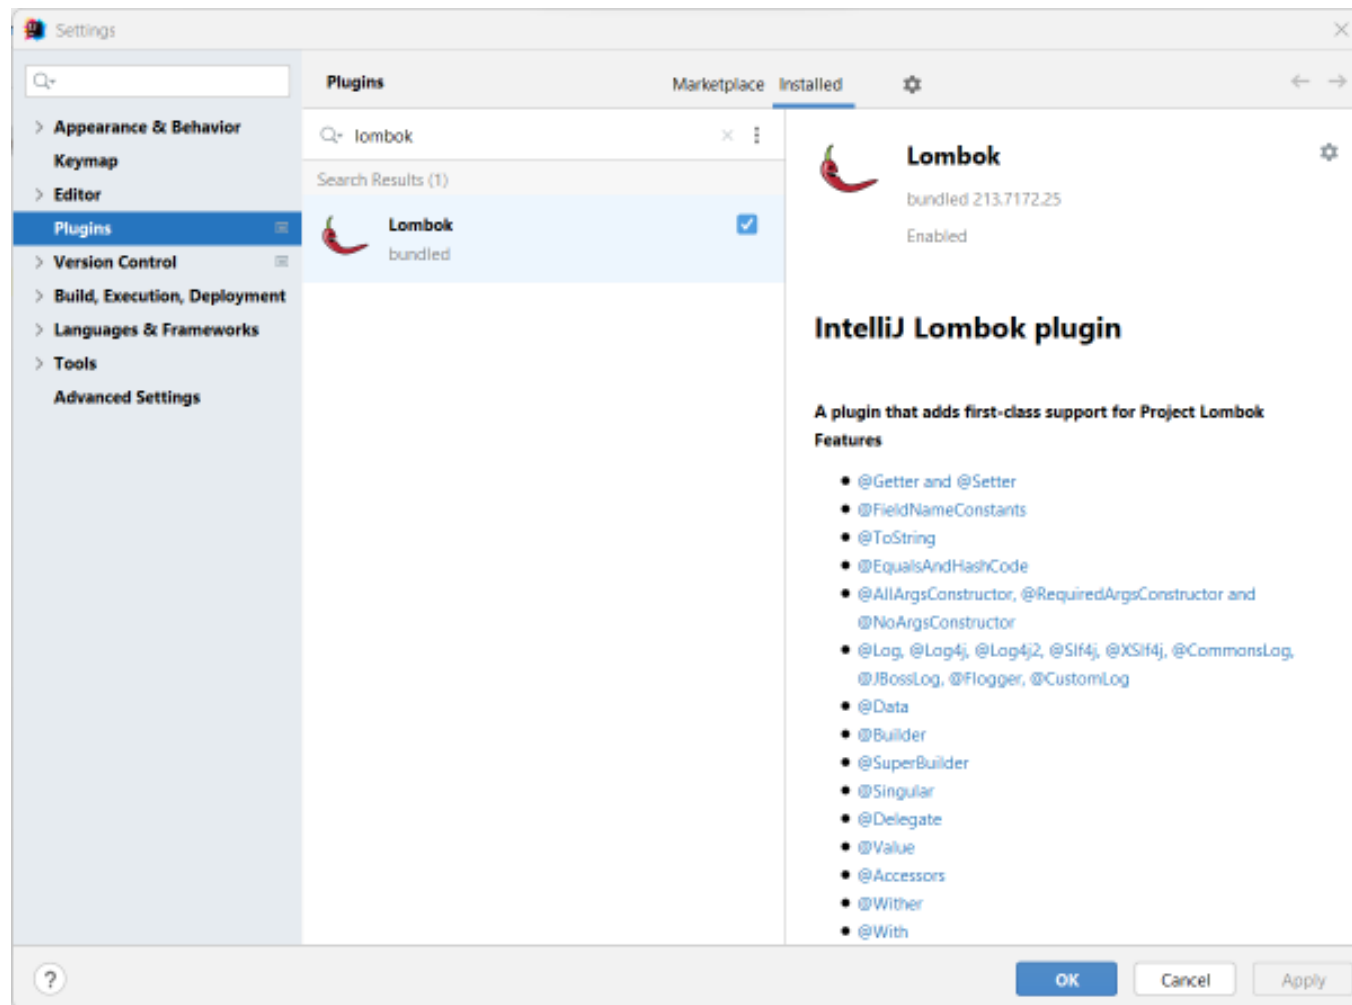 Settings
Plugins
Marketplace Installed
Appearance & Behavior
Keymap
Editor
Plugins
Version Control
Build, Execution, Deployment
Languages & Frameworks
Tools
Advanced Settings
lombok
Search Results (1)
Lombok
bundled
Lombok
bundled 213.7172.25
Enabled
IntelliJ Lombok plugin
A plugin that adds first-class support for Project Lombok
Features
@Getter and @Setter
@FieldNameConstants
@ToString
@EqualsAndHashCode
@AllArgsConstructor, @RequiredArgsConstructor and
@NoArgsConstructor
@Log, @Log4j, @Log4j2, @Slf4j, @XSlf4j, @CommonsLog,
@JBossLog, @Flogger, @CustomLog
@Data
@Builder
@SuperBuilder
@Singular
@Delegate
@Value
@Accessors
@Wither
@With
?
OK
Cancel
Apply